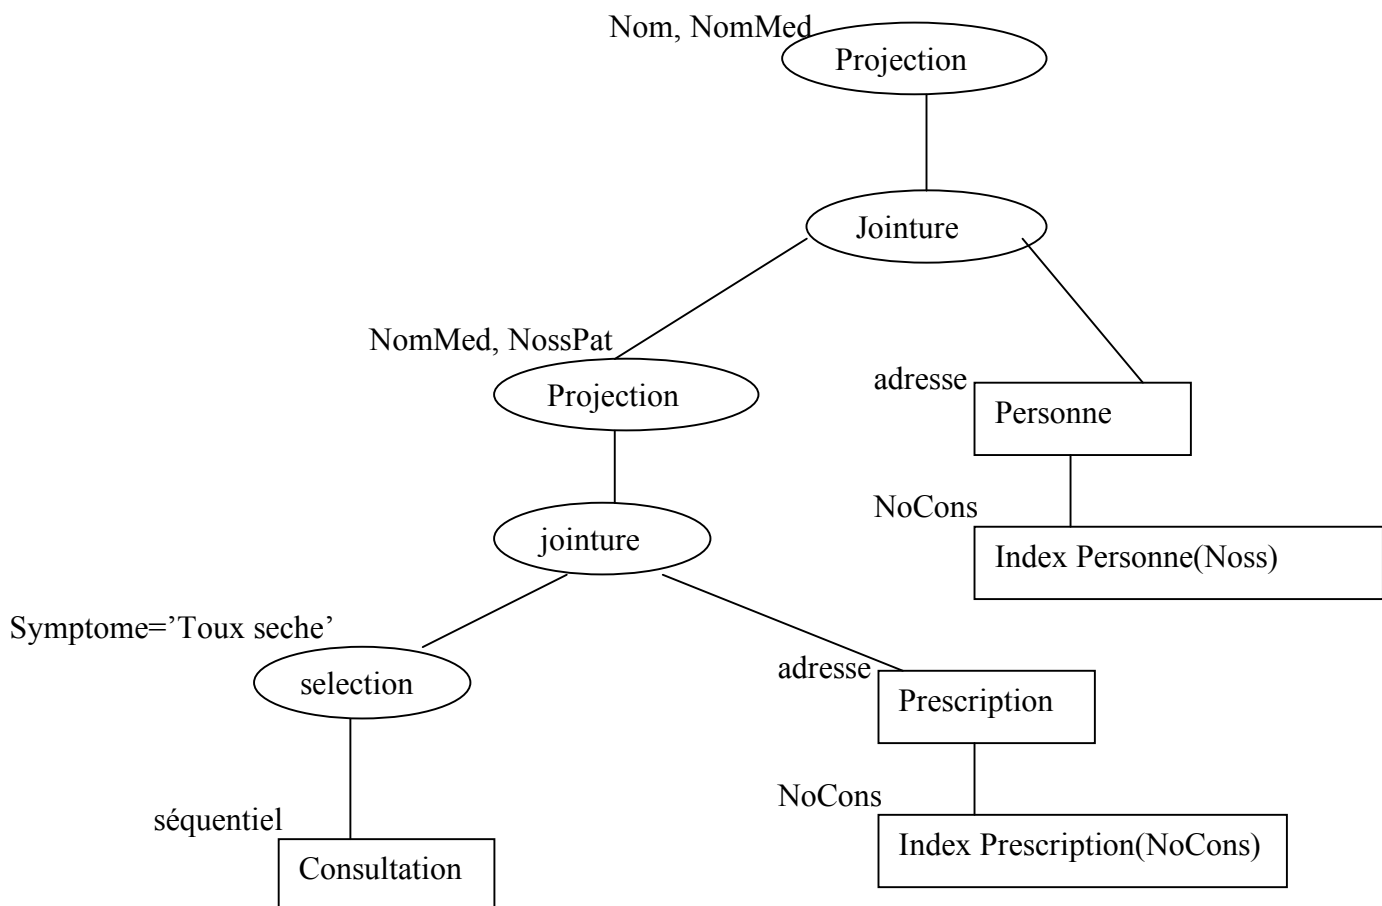 Nom, NomMed
Projection
Jointure
NomMed, NossPat
Projection
adresse
Personne
NoCons
Index Personne(Noss)
jointure
Symptome=’Toux seche’
selection
adresse
Prescription
NoCons
Index Prescription(NoCons)
séquentiel
Consultation